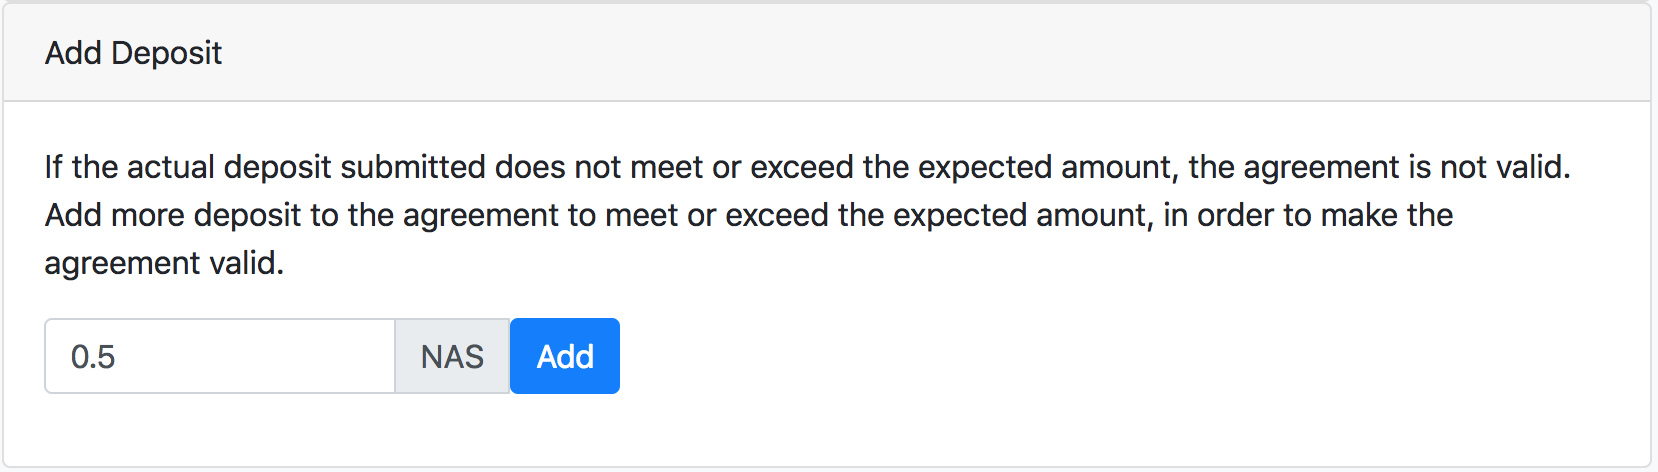 Add Deposit
If the actual deposit submitted does not meet or exceed the expected amount, the agreement is not valid.
Add more deposit to the agreement to meet or exceed the expected amount, in order to make the
agreement valid.
0.5 NAS Add